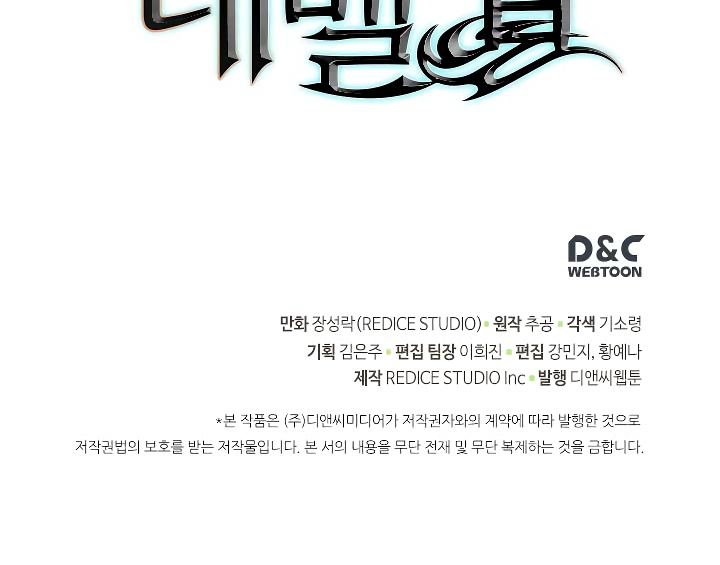 D&C
WEBTOON
만화 장성락(REDICE STUDIO) ▪ 원작 추공 ▪ 각색 기소령
기획 김은주 ▪ 편집 팀장 이희진 ▪ 편집 강민지, 황예나
제작 REDICE STUDIO Inc ▪ 발행 디앤씨웹툰
*본 작품은 (주)디앤씨미디어가 저작권자와의 계약에 따라 발행한 것으로
저작권법의 보호를 받는 저작물입니다. 본 서의 내용을 무단 전재 및 무단 복제하는 것을 금합니다.